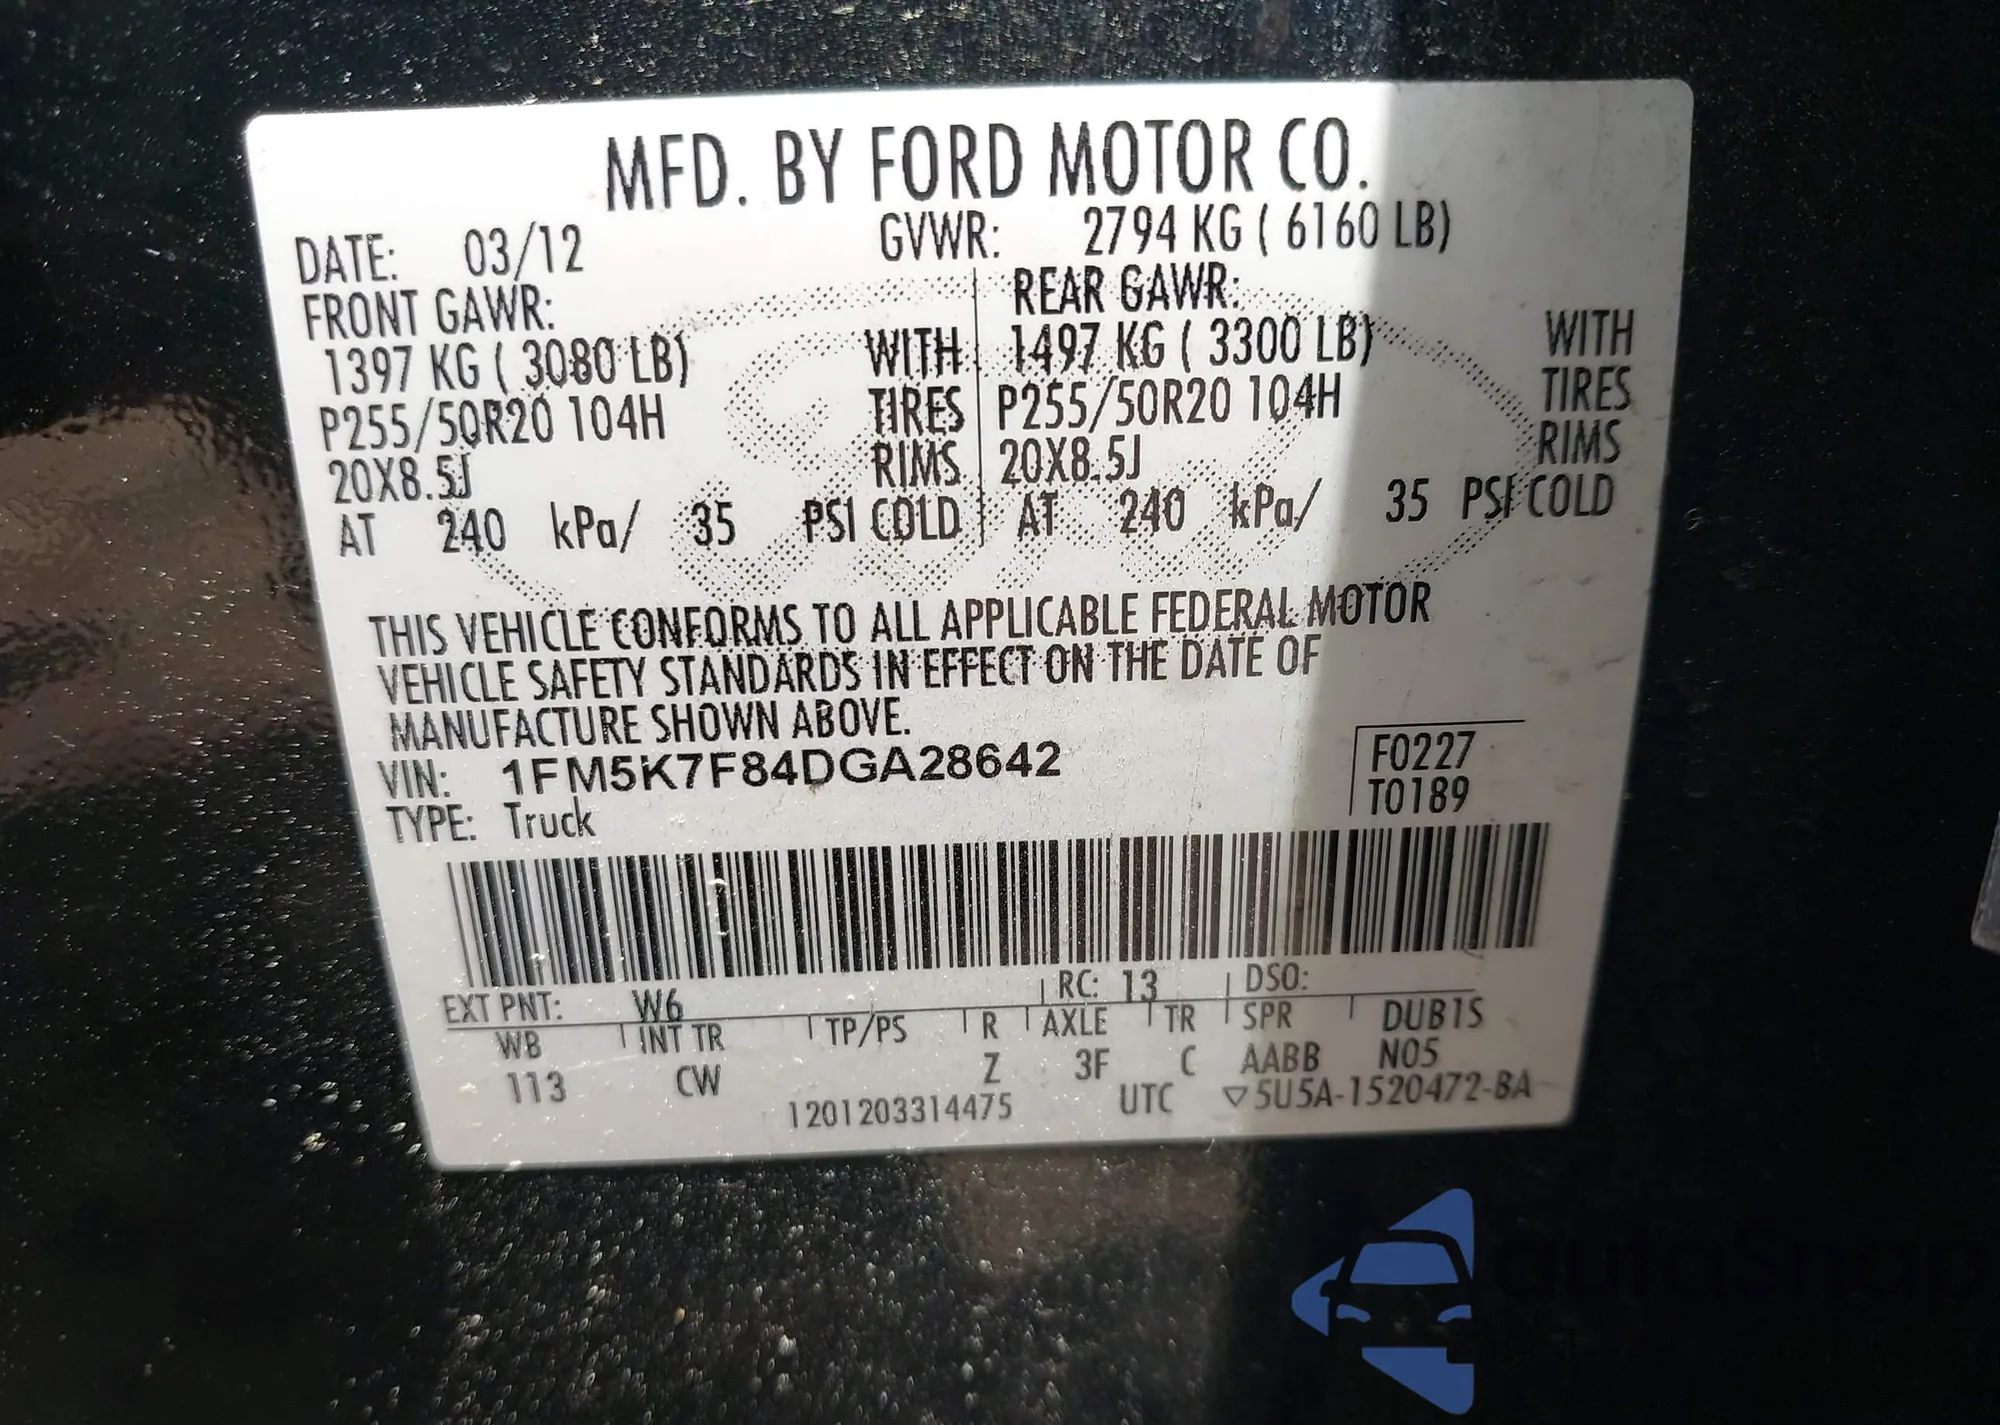 MFD. BY FORD MOTOR CO.
DATE: 03/12 GVWR: 2794 KG ( 6160 LB)
FRONT GAWR: REAR GAWR:
1397 KG ( 3080 LB) WITH 1497 KG ( 3300 LB) WITH
P255/50R20 104H TIRES P255/50R20 104H TIRES
20X8.5J RIMS 20X8.5J RIMS
AT 240 kPa/ 35 PSI COLD AT 240 kPa/ 35 PSI COLD
THIS VEHICLE CONFORMS TO ALL APPLICABLE FEDERAL MOTOR
VEHICLE SAFETY STANDARDS IN EFFECT ON THE DATE OF
MANUFACTURE SHOWN ABOVE.
VIN: 1FM5K7F84DGA28642 F0227
TYPE: Truck T0189
EXT PNT: W6 RC: 13 DSO:
WB INT TR TP/PS R AXLE TR SPR DUB1S
113 CW Z 3F C AABB N05
1201203314475 UTC ▽5U5A-1520472-BA